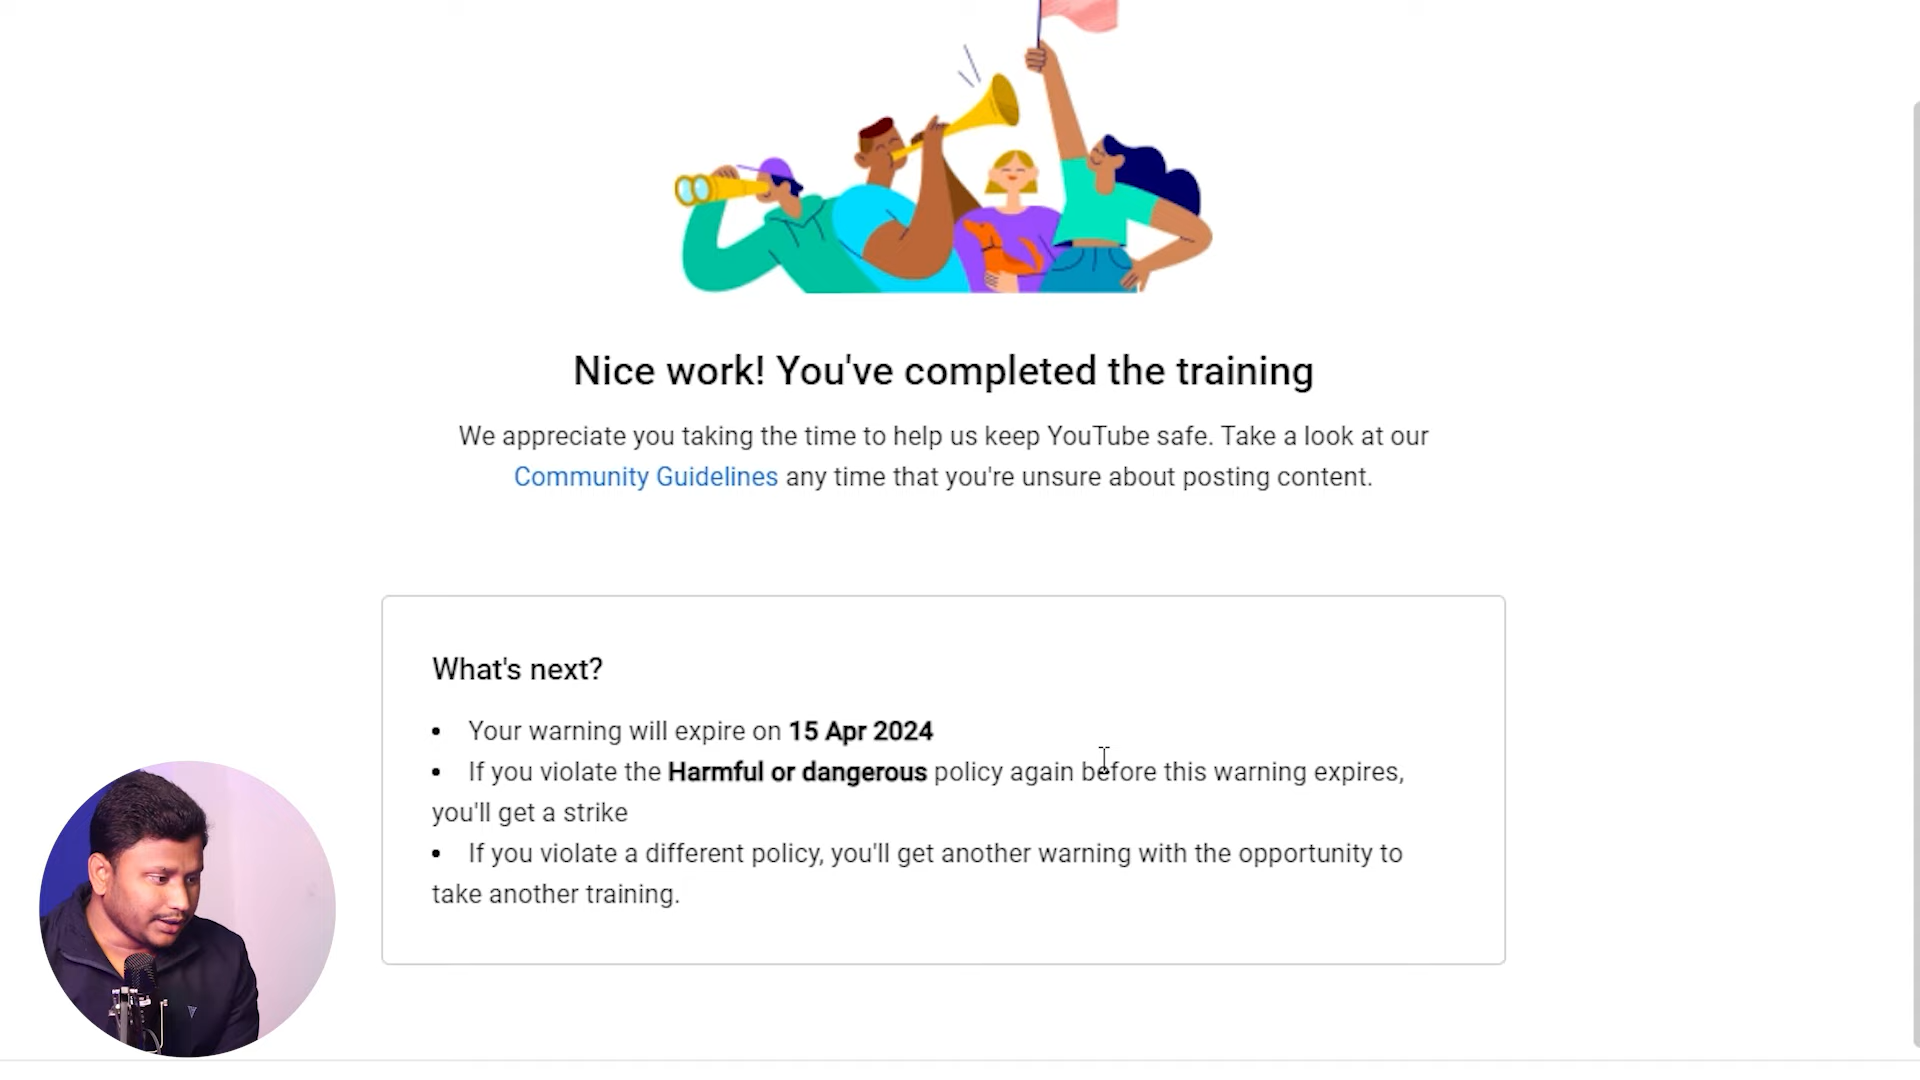 Nice work! You've completed the training
We appreciate you taking the time to help us keep YouTube safe. Take a look at our
Community Guidelines any time that you're unsure about posting content.
What's next?
• Your warning will expire on 15 Apr 2024
• If you violate the Harmful or dangerous policy again before this warning expires,
you'll get a strike
• If you violate a different policy, you'll get another warning with the opportunity to
take another training.